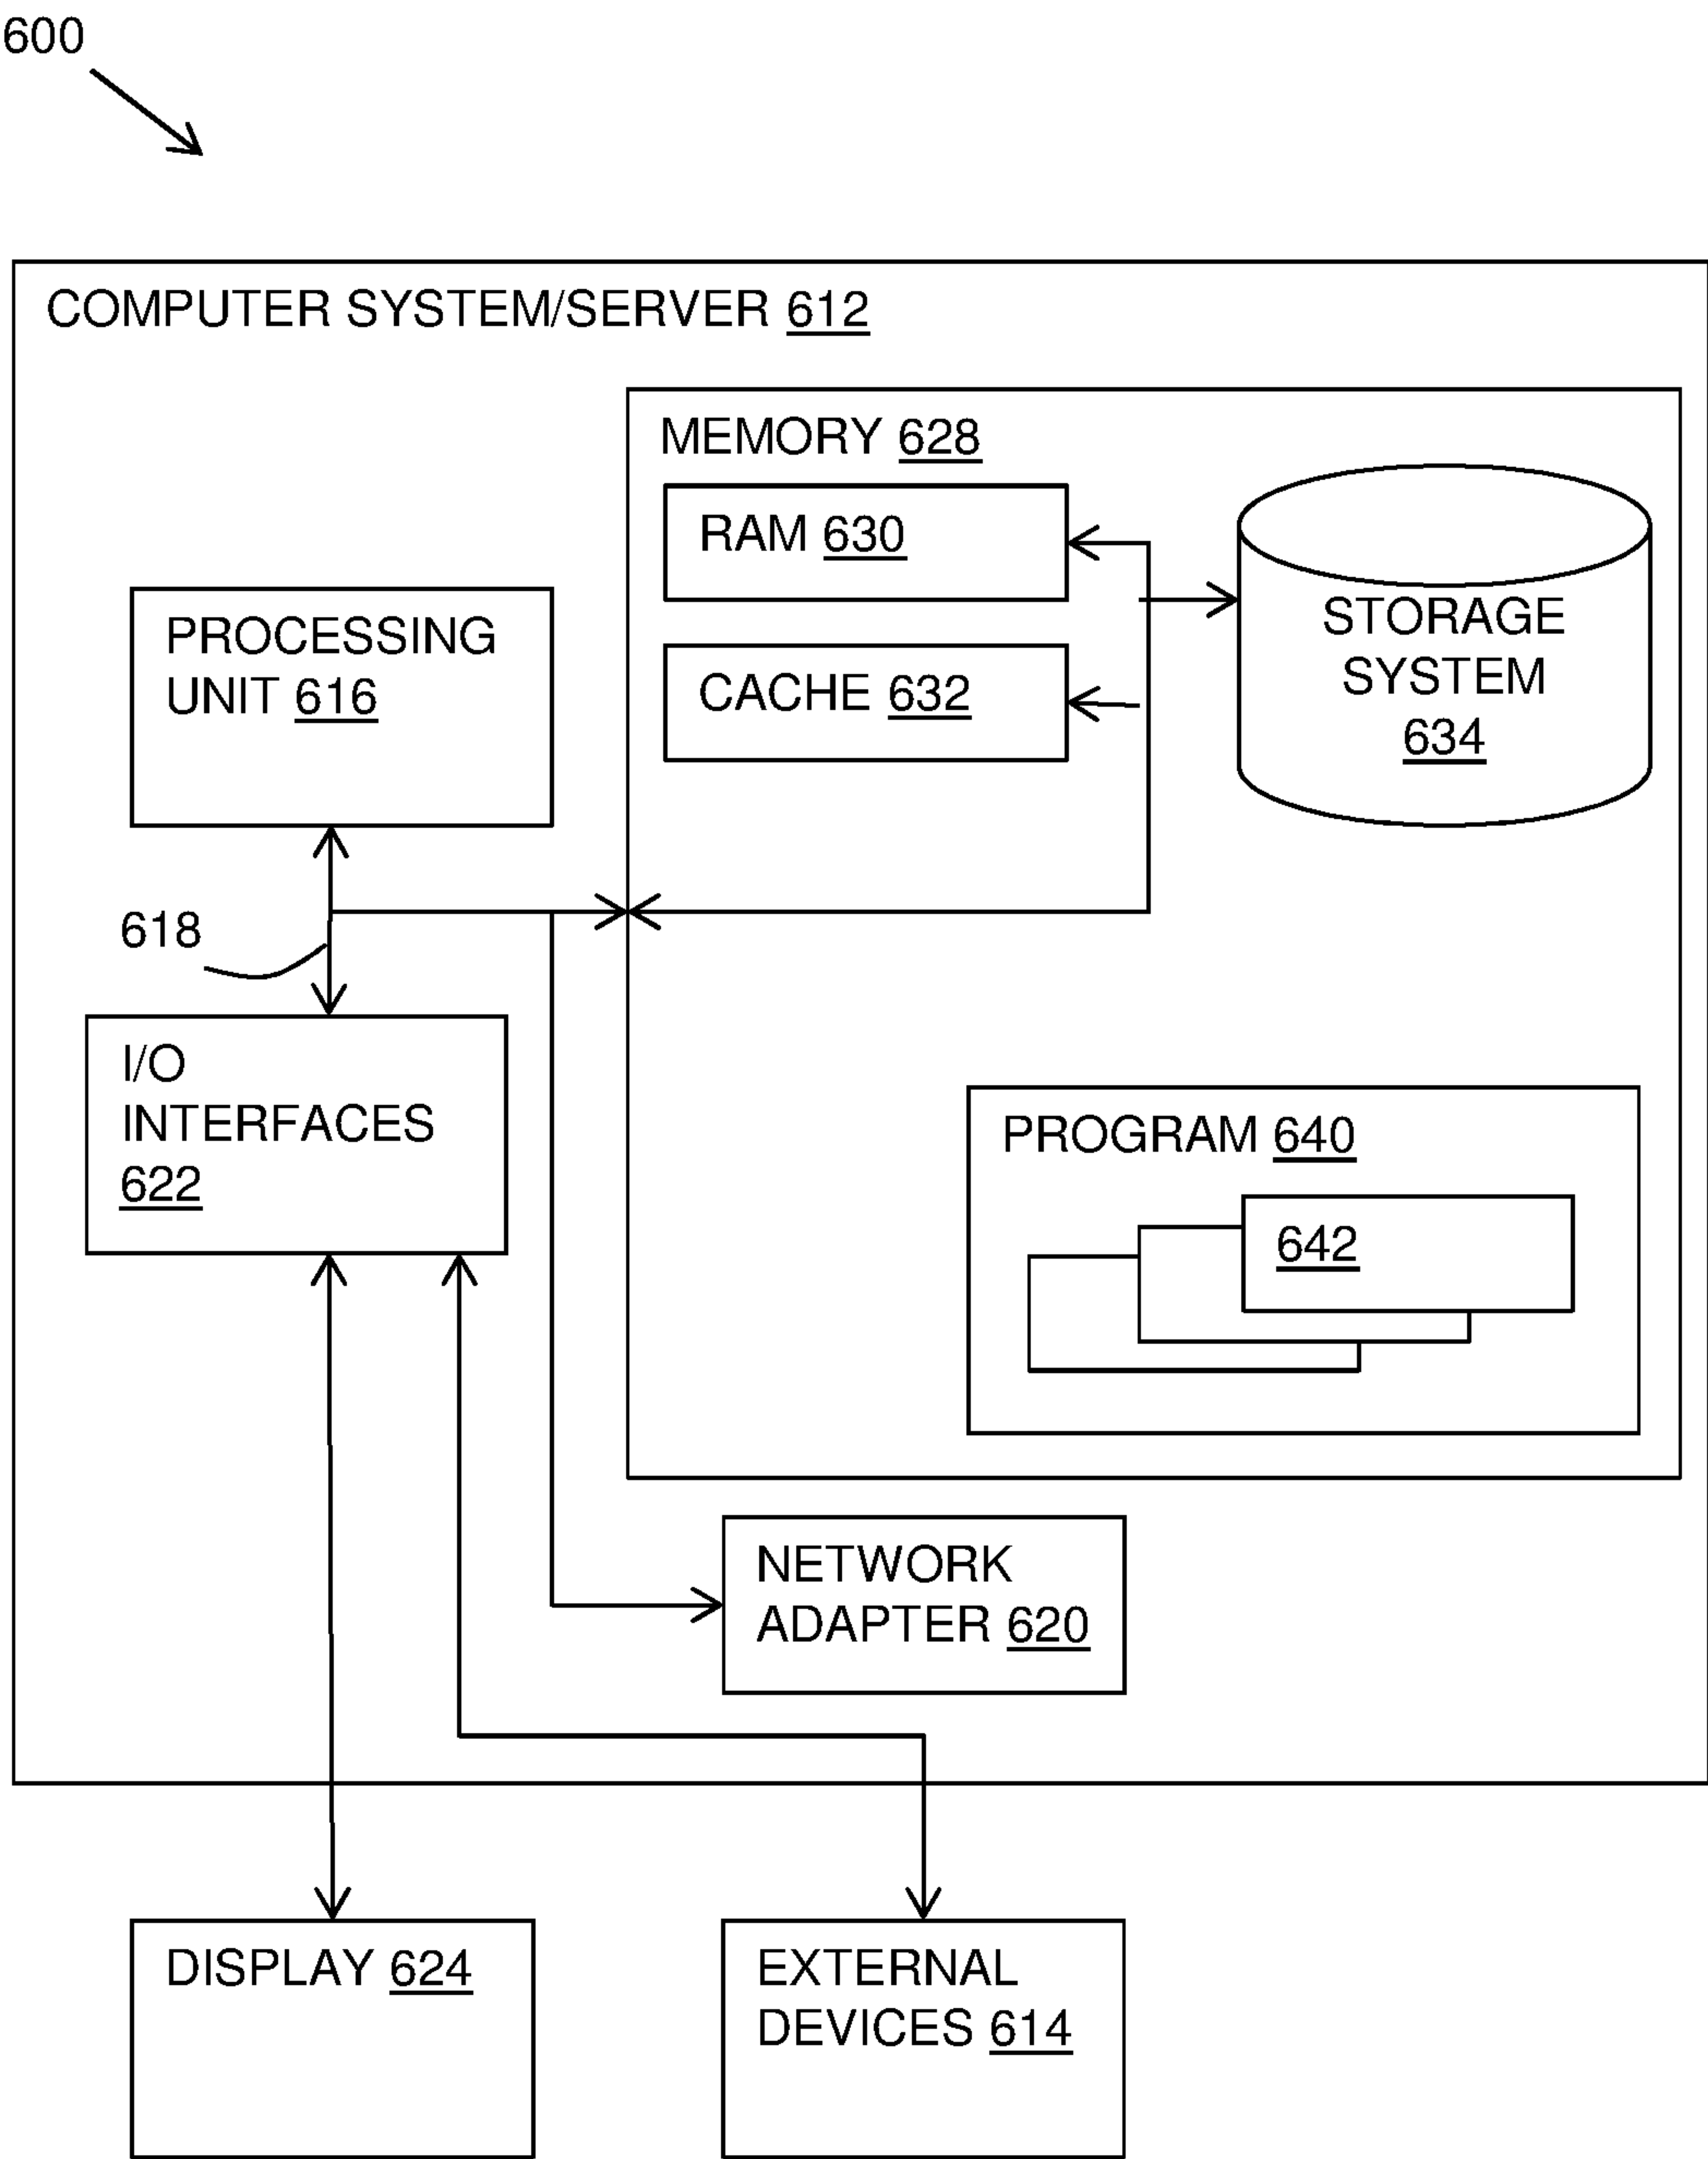 600
COMPUTER SYSTEM/SERVER 612
MEMORY 628
RAM 630
CACHE 632
STORAGE
SYSTEM
634
PROCESSING
UNIT 616
618
I/O
INTERFACES
622
PROGRAM 640
642
NETWORK
ADAPTER 620
DISPLAY 624
EXTERNAL
DEVICES 614